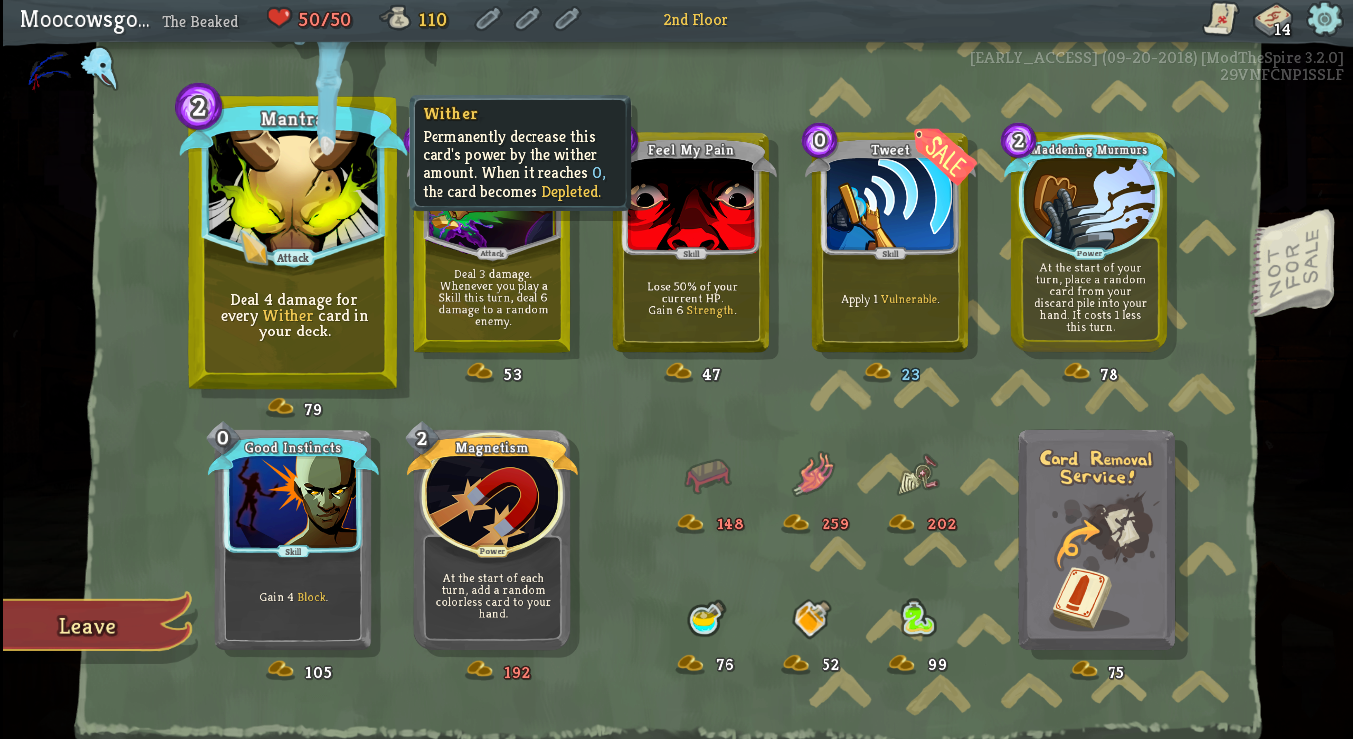 Moocowsgo... The Beaked 50/50 110 2nd Floor 14
[EARLY_ACCESS] (09-20-2018) [ModTheSpire 3.2.0]
29VNFCNP1SSLF
2
Wither
Permanently decrease this
card's power by the wither
amount. When it reaches 0,
the card becomes Depleted.
Attack
Deal 4 damage for
every Wither card in
your deck.
79
Attack
Deal 3 damage.
Whenever you play a
Skill this turn, deal 6
damage to a random
enemy.
53
Feel My Pain
Skill
Lose 50% of your
current HP.
Gain 6 Strength.
47
0
Tweet
SALE
Skill
Apply 1 Vulnerable.
23
2
Maddening Murmurs
Power
At the start of your
turn, place a random
card from your
discard pile into your
hand. It costs 1 less
this turn.
78
NOT
FOR
SALE
0
Good Instincts
Skill
Gain 4 Block.
105
2
Magnetism
Power
At the start of each
turn, add a random
colorless card to your
hand.
192
148 259 202
76 52 99
Card Removal
Service!
75
Leave